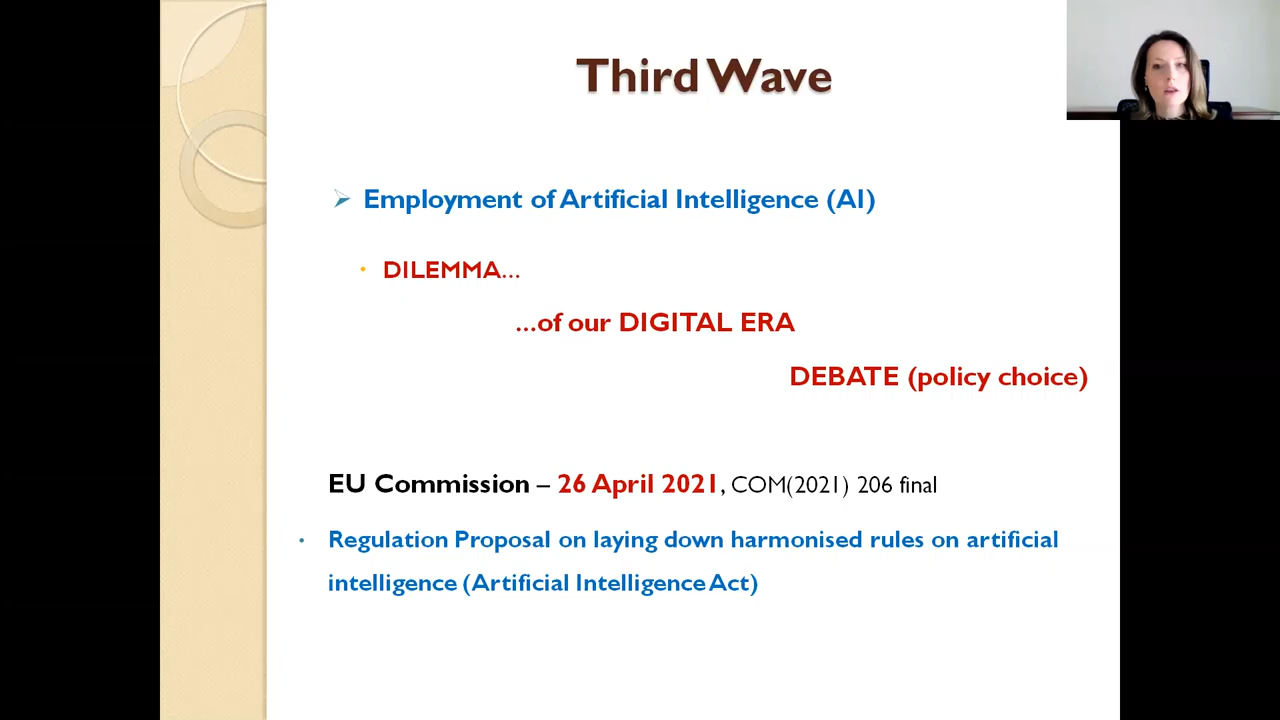 Third Wave
Employment of Artificial Intelligence (AI)
DILEMMA...
...of our DIGITAL ERA
DEBATE (policy choice)
EU Commission – 26 April 2021, COM(2021) 206 final
Regulation Proposal on laying down harmonised rules on artificial
intelligence (Artificial Intelligence Act)